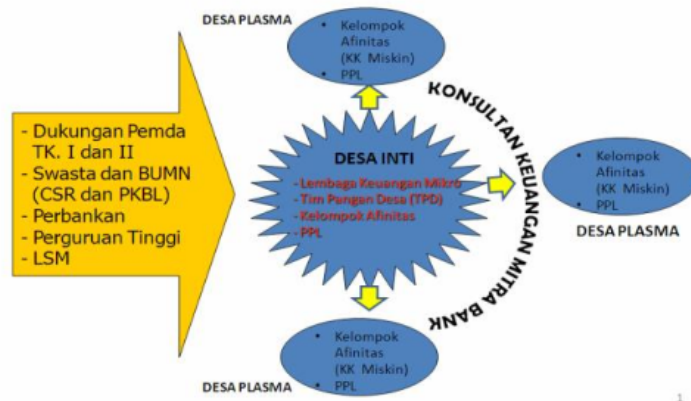 DESA PLASMA
• Kelompok
Afinitas
(KK Miskin)
• PPL
- Dukungan Pemda
TK. I dan II
- Swasta dan BUMN
(CSR dan PKBL)
- Perbankan
- Perguruan Tinggi
- LSM
DESA INTI
- Lembaga Keuangan Mikro
- Tim Pangan Desa (TPD)
- Kelompok Afinitas
- PPL
KONSULTAN KEUANGAN MITRA BANK
• Kelompok
Afinitas
(KK Miskin)
• PPL
DESA PLASMA
• Kelompok
Afinitas
(KK Miskin)
• PPL
DESA PLASMA
1